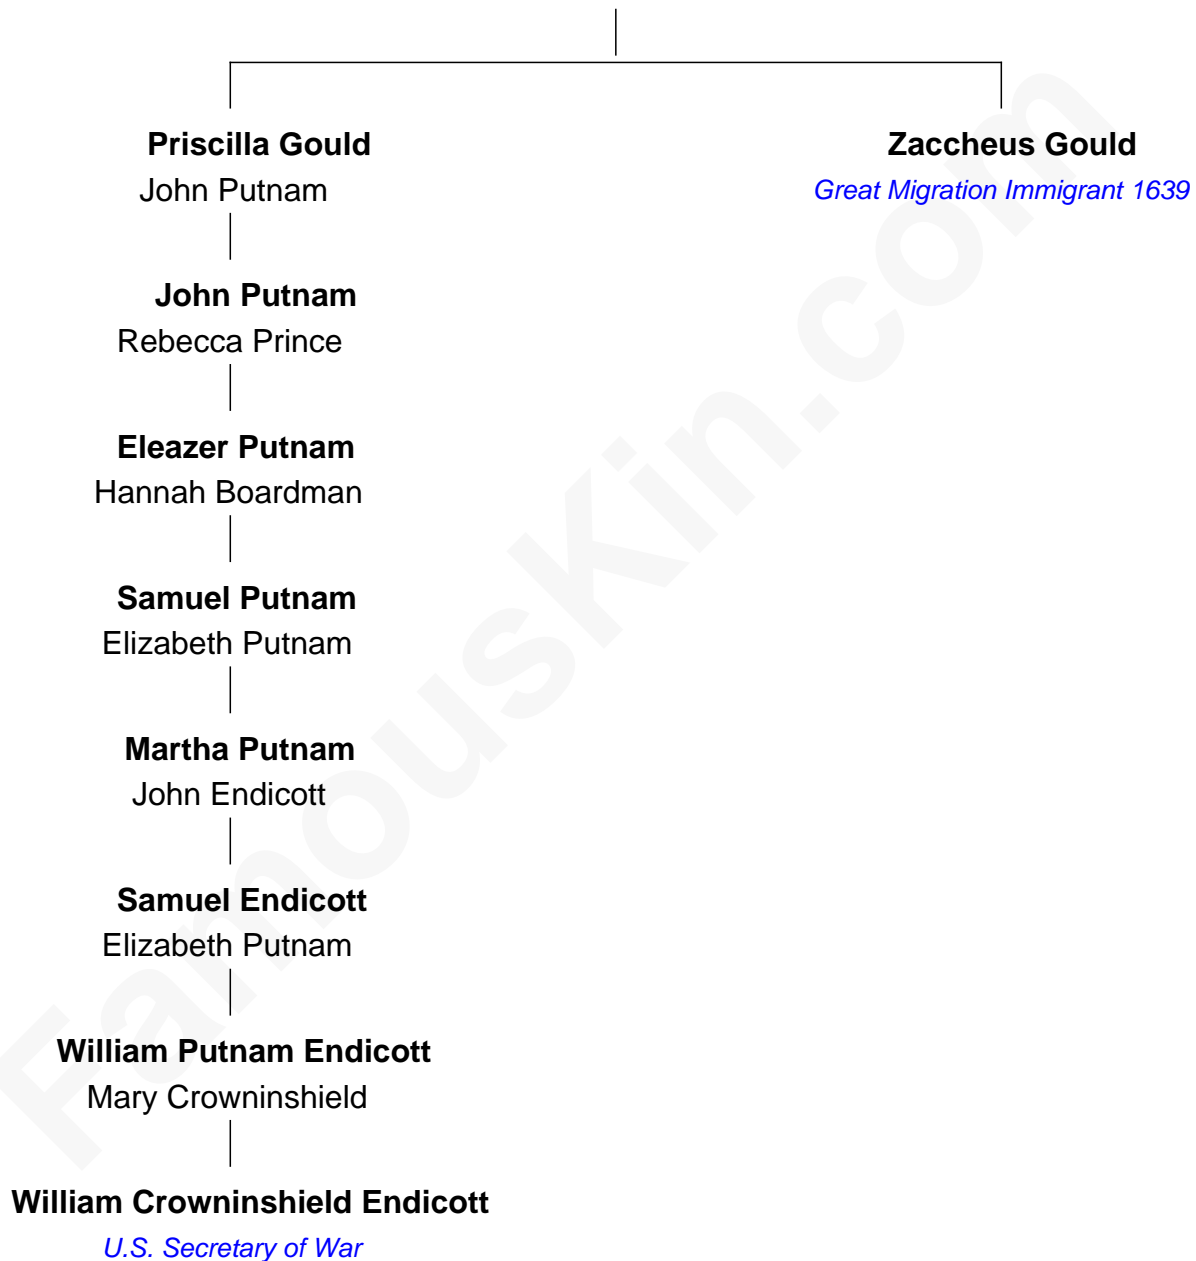 Priscilla Gould
John Putnam
Zaccheus Gould
Great Migration Immigrant 1639
John Putnam
Rebecca Prince
Eleazer Putnam
Hannah Boardman
Samuel Putnam
Elizabeth Putnam
Martha Putnam
John Endicott
Samuel Endicott
Elizabeth Putnam
William Putnam Endicott
Mary Crowninshield
William Crowninshield Endicott
U.S. Secretary of War
FamousKin.com